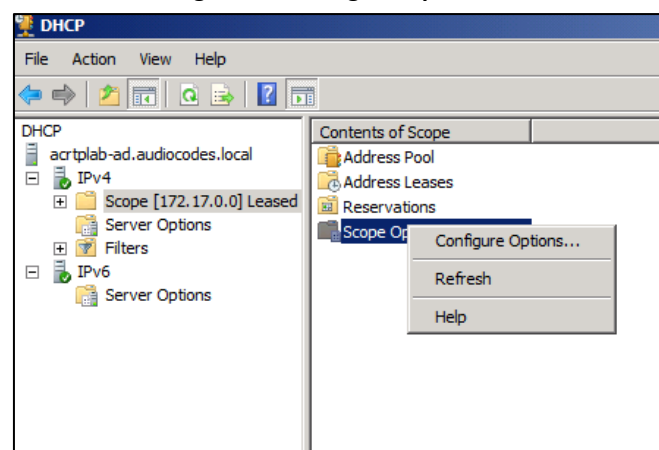 DHCP
File Action View Help
DHCP
acrtplab-ad.audiocodes.local
IPv4
Scope [172.17.0.0] Leased
Server Options
Filters
IPv6
Server Options
Contents of Scope
Address Pool
Address Leases
Reservations
Scope Op
Configure Options...
Refresh
Help